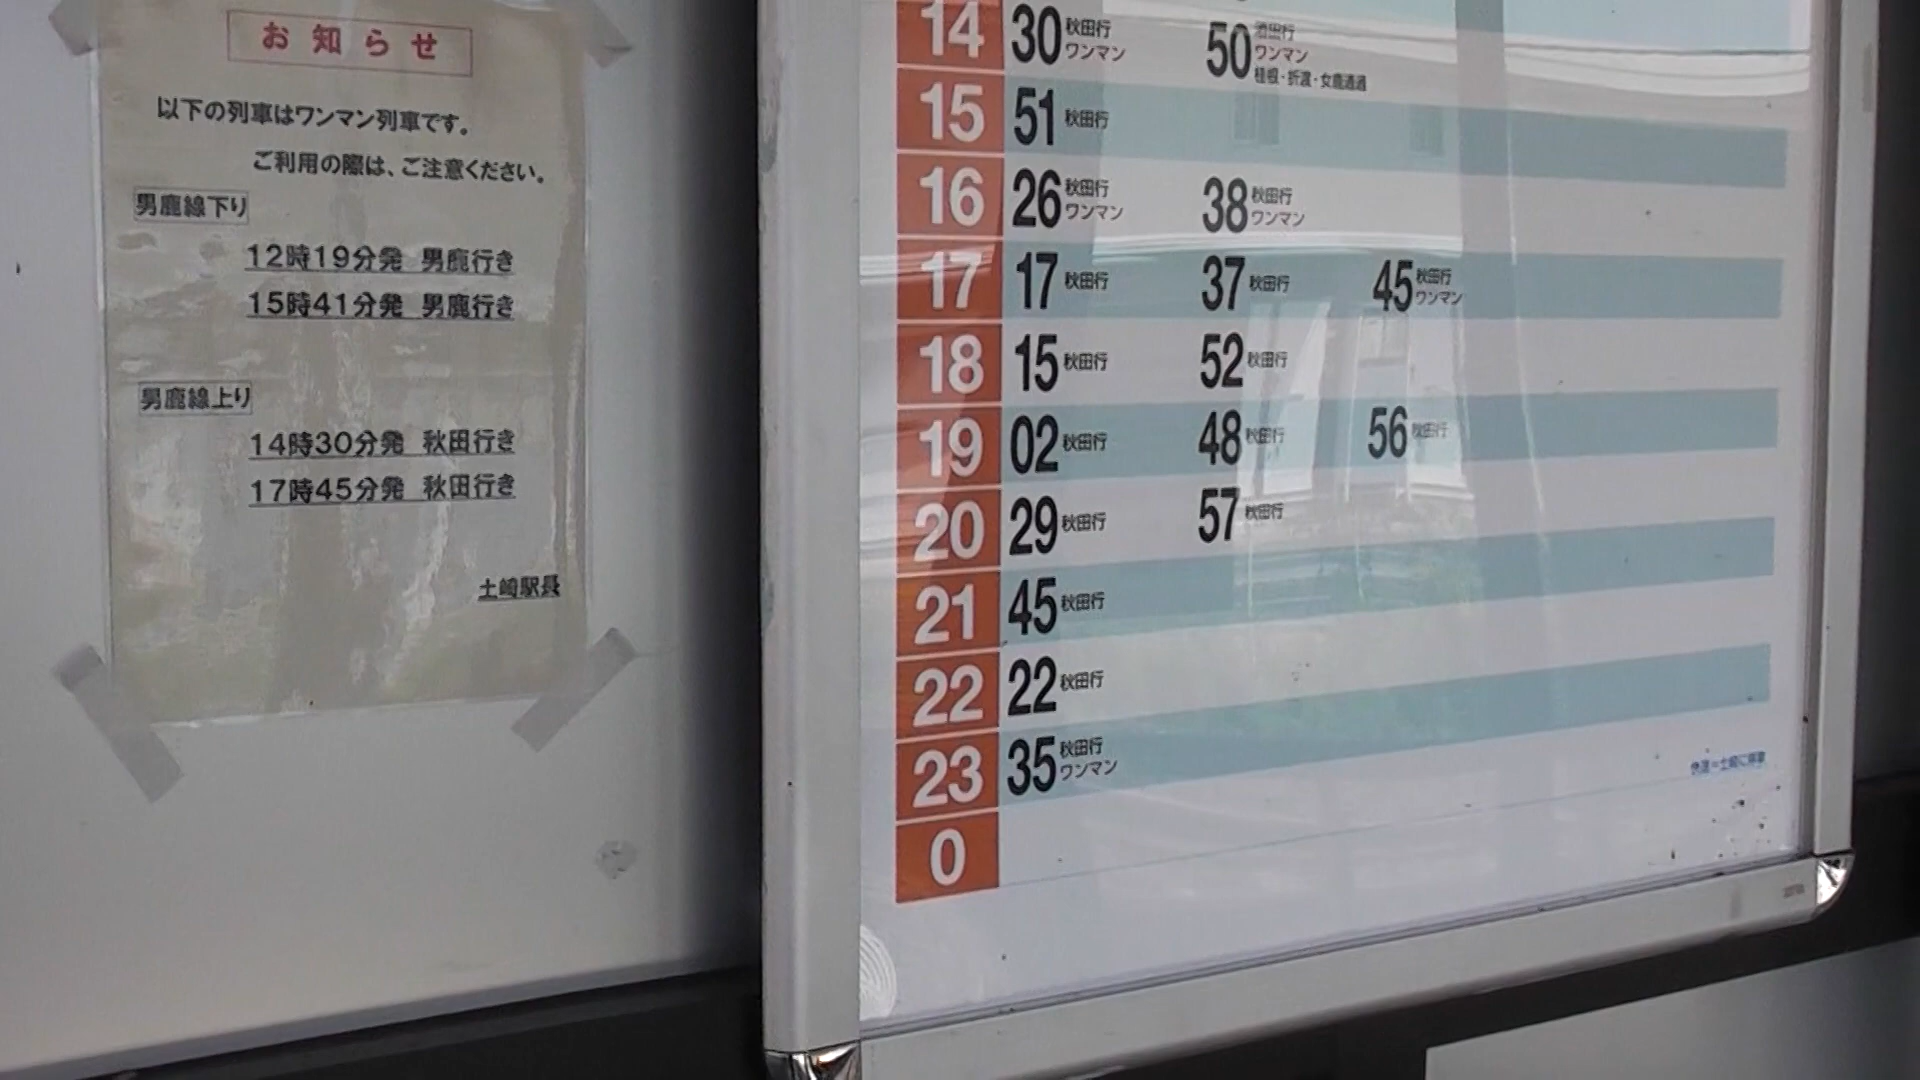 お知らせ
以下の列車はワンマン列車です。
ご利用の際は、ご注意ください。
男鹿線下り
12時19分発 男鹿行き
15時41分発 男鹿行き
男鹿線上り
14時30分発 秋田行き
17時45分発 秋田行き
土崎駅長
14 30 秋田行 ワンマン 50 酒田行 ワンマン 桂根・折渡・女鹿通過
15 51 秋田行
16 26 秋田行 ワンマン 38 秋田行 ワンマン
17 17 秋田行 37 秋田行 45 秋田行 ワンマン
18 15 秋田行 52 秋田行
19 02 秋田行 48 秋田行 56 秋田行
20 29 秋田行 57 秋田行
21 45 秋田行
22 22 秋田行
23 35 秋田行 ワンマン
0